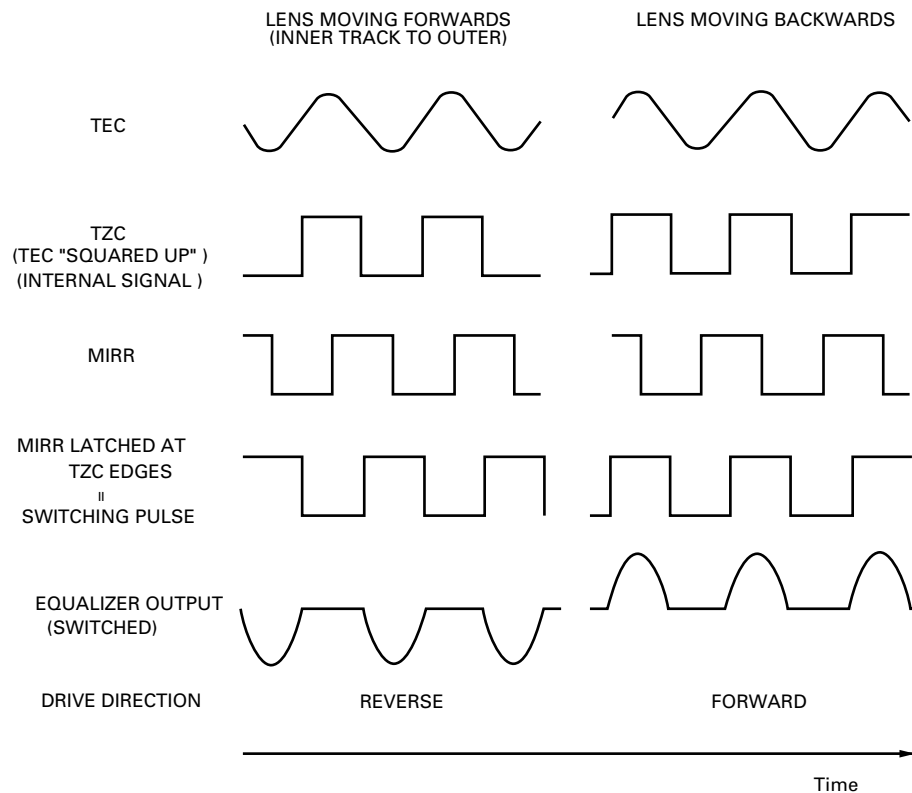 LENS MOVING FORWARDS
(INNER TRACK TO OUTER)
LENS MOVING BACKWARDS
TEC
TZC
(TEC "SQUARED UP" )
(INTERNAL SIGNAL )
MIRR
MIRR LATCHED AT
TZC EDGES
=
SWITCHING PULSE
EQUALIZER OUTPUT
(SWITCHED)
DRIVE DIRECTION
REVERSE
FORWARD
Time